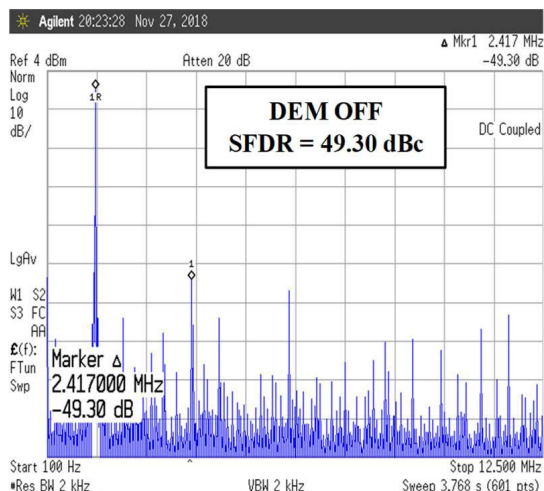 Agilent 20:23:28 Nov 27, 2018
Δ Mkr1 2.417 MHz
Ref 4 dBm Atten 20 dB -49.30 dB
Norm
Log
10
dB/
1R
DEM OFF
SFDR = 49.30 dBc
DC Coupled
LgAv
1
W1 S2
S3 FC
AA
£(f):
FTun
Swp
Marker Δ
2.417000 MHz
-49.30 dB
Start 100 Hz Stop 12.500 MHz
#Res BW 2 kHz VBW 2 kHz Sweep 3.768 s (601 pts)